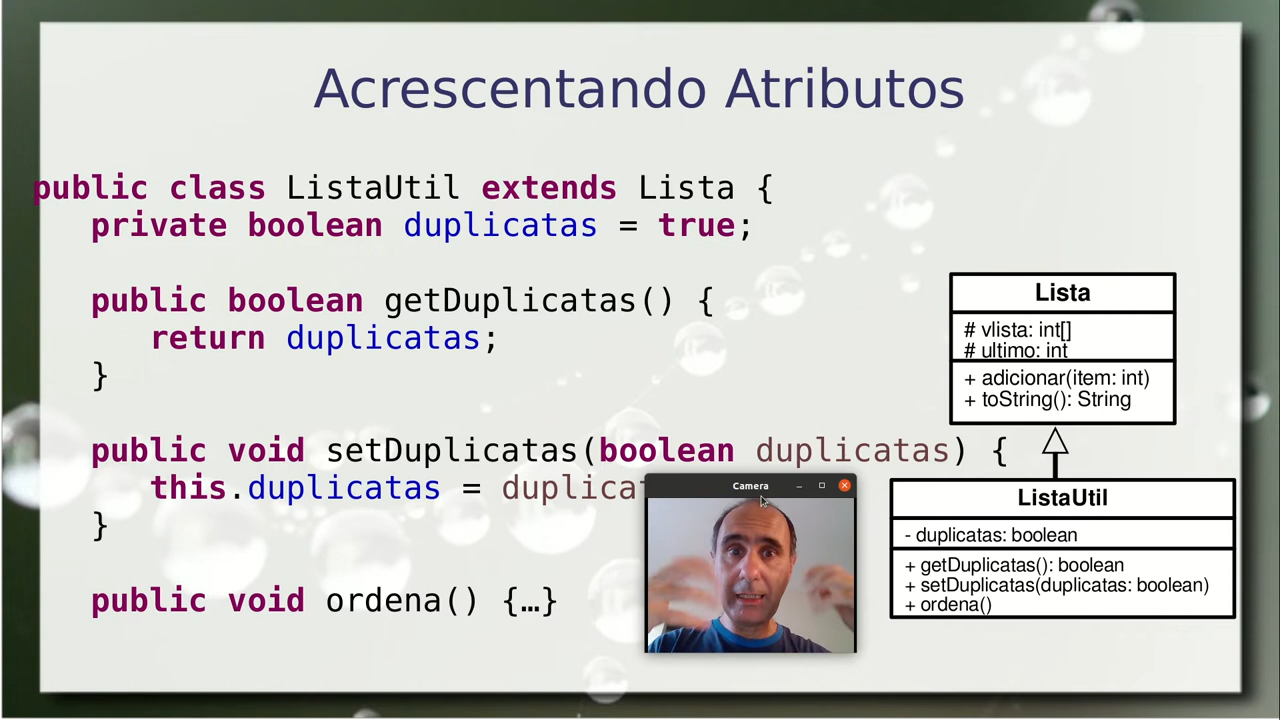 Acrescentando Atributos
public class ListaUtil extends Lista {
private boolean duplicatas = true;
public boolean getDuplicatas() {
return duplicatas;
}
public void setDuplicatas(boolean duplicatas) {
this.duplicatas =
}
public void ordena() {…}
Camera
Lista
# vlista: int[]
# ultimo: int
+ adicionar(item: int)
+ toString(): String
ListaUtil
- duplicatas: boolean
+ getDuplicatas(): boolean
+ setDuplicatas(duplicatas: boolean)
+ ordena()